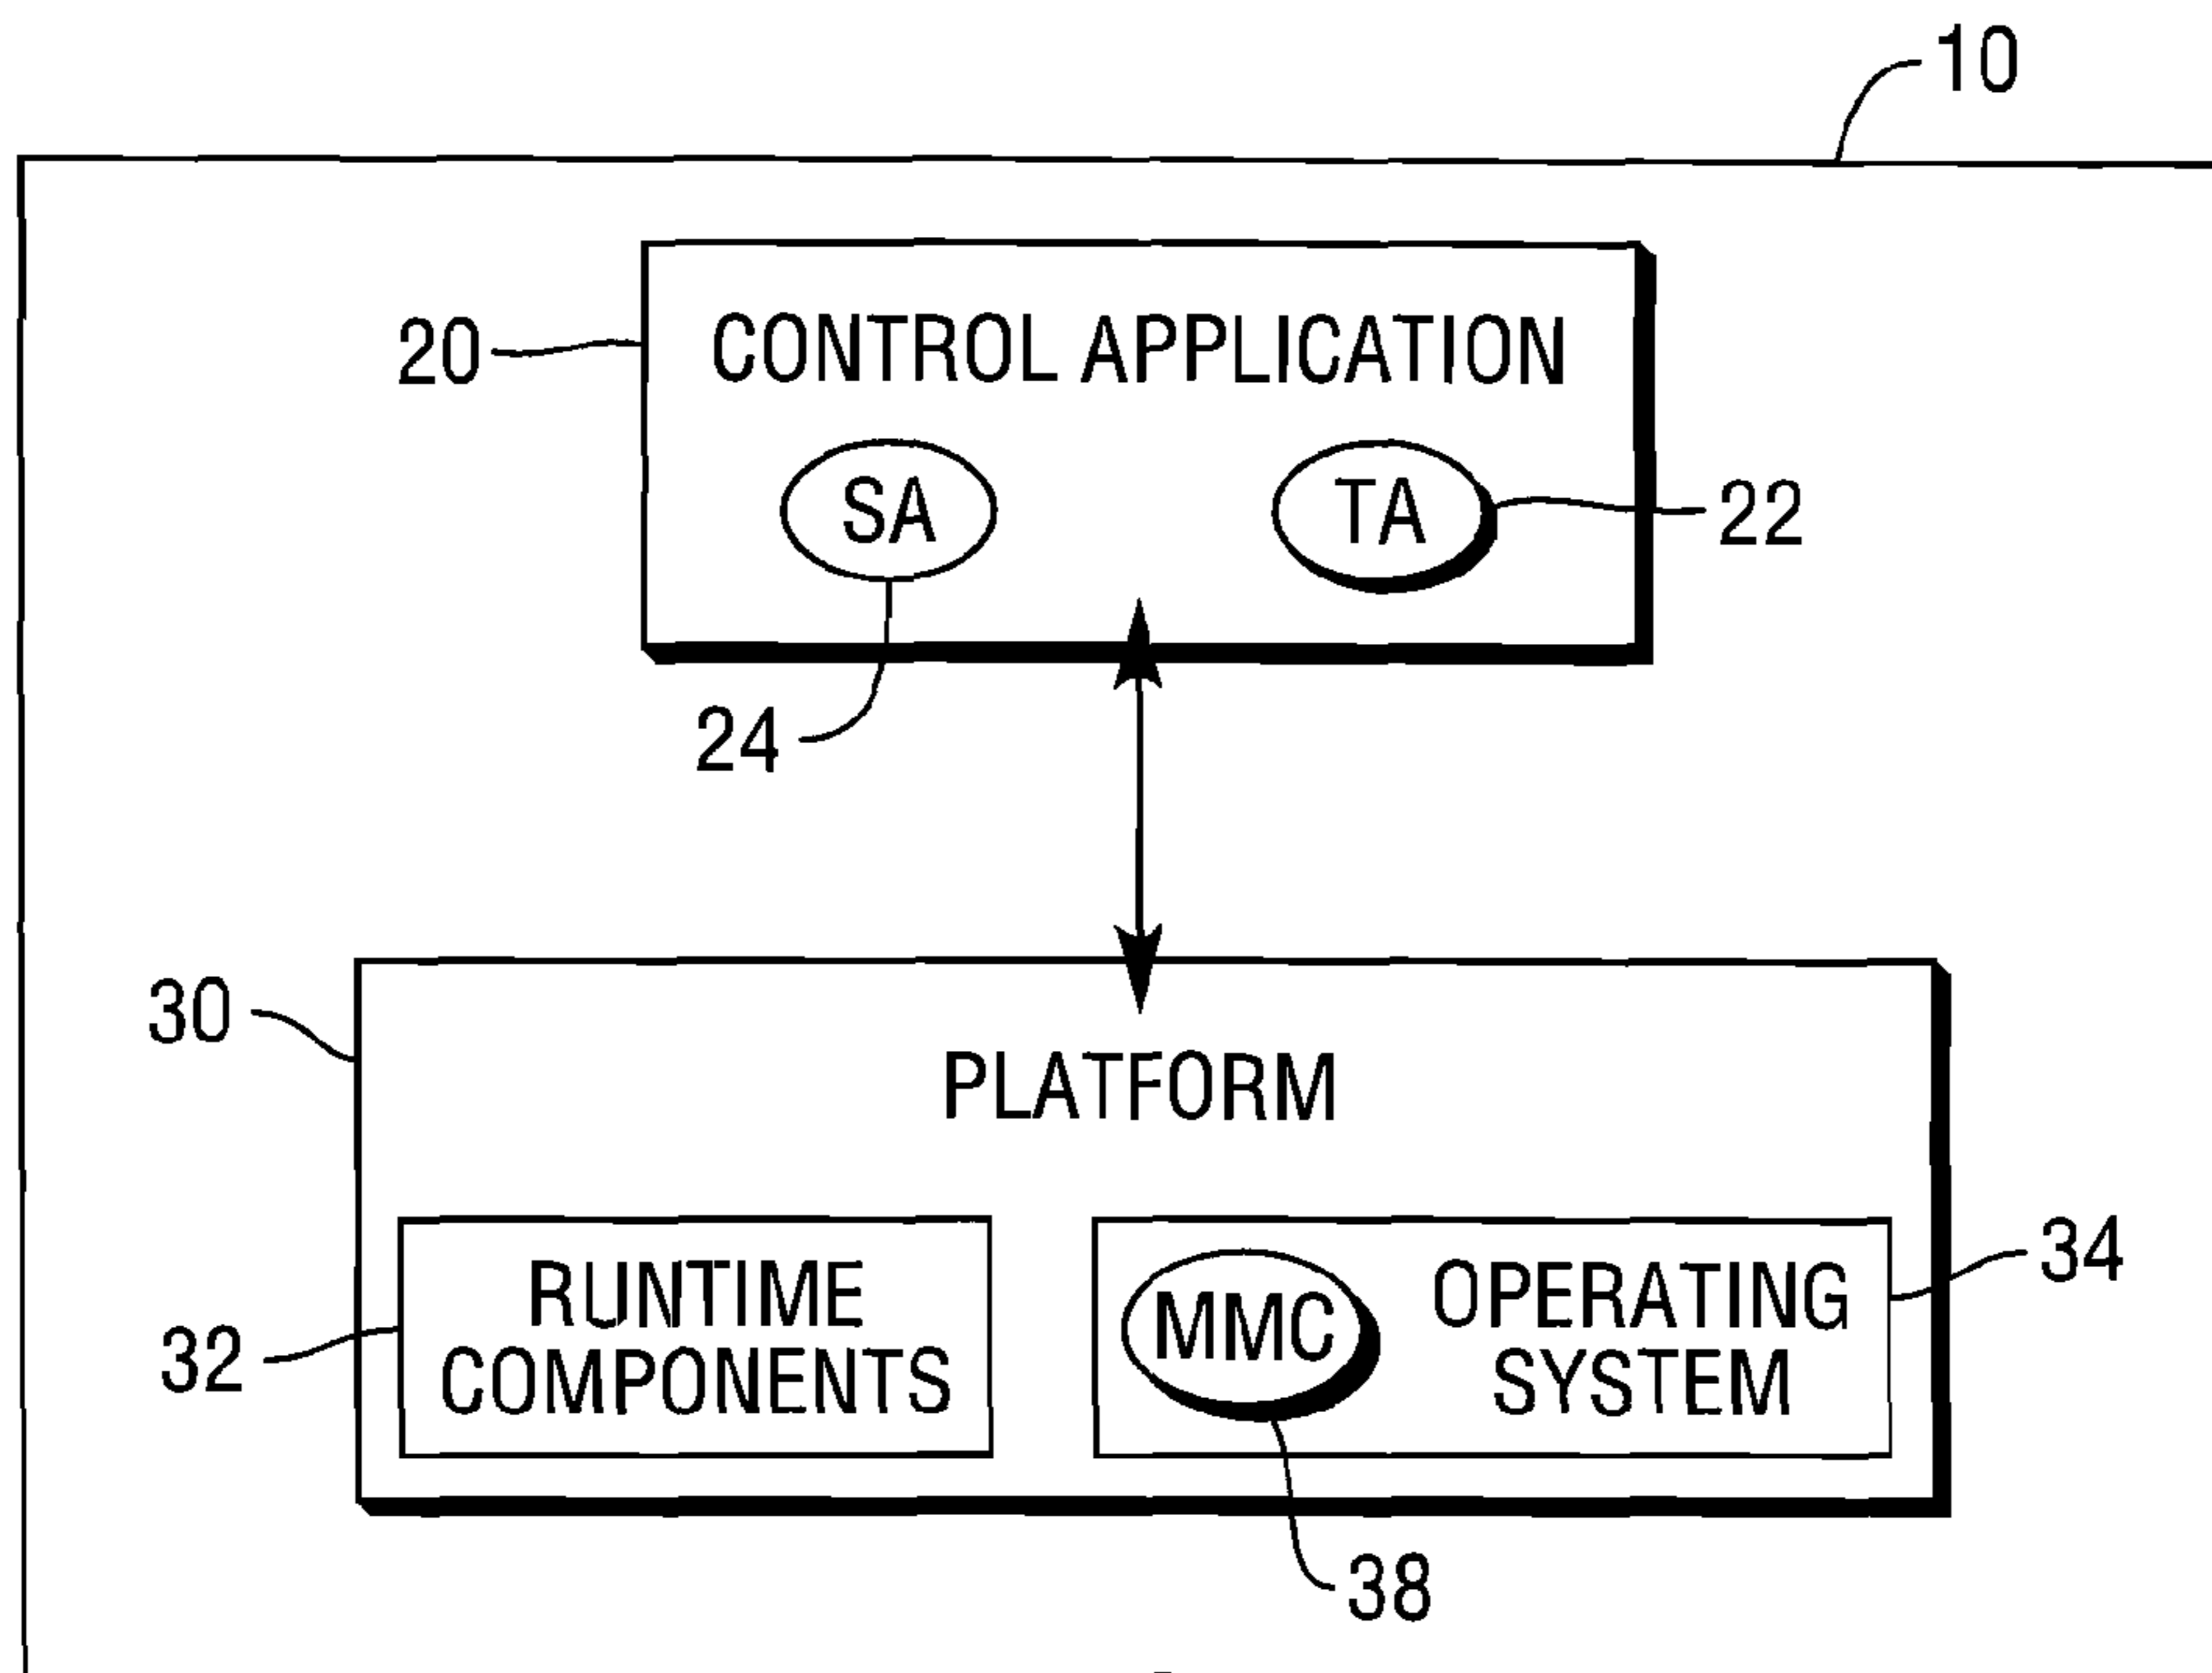 10
CONTROL APPLICATION
20
SA
TA
22
24
30
PLATFORM
34
RUNTIME
COMPONENTS
MMC
OPERATING
SYSTEM
32
38